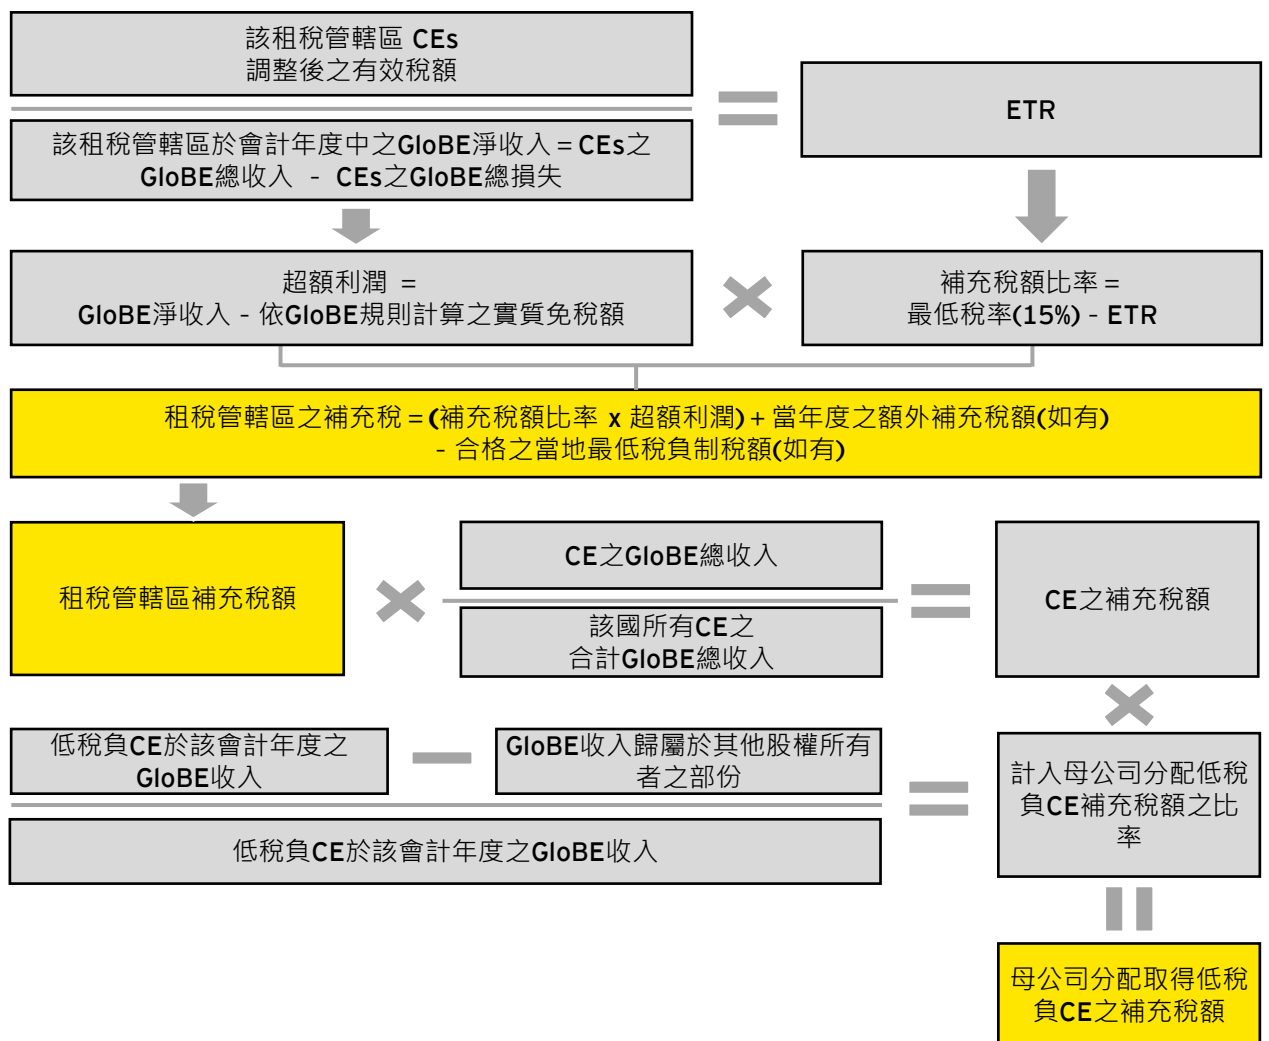 該租稅管轄區 CEs
調整後之有效稅額
ETR
該租稅管轄區於會計年度中之GloBE淨收入 = CEs之
GloBE總收入 - CEs之GloBE總損失
超額利潤 =
GloBE淨收入 - 依GloBE規則計算之實質免稅額
補充稅額比率 =
最低稅率(15%) - ETR
租稅管轄區之補充稅 = (補充稅額比率 x 超額利潤) + 當年度之額外補充稅額(如有)
- 合格之當地最低稅負制稅額(如有)
租稅管轄區補充稅額
CE之GloBE總收入
該國所有CE之
合計GloBE總收入
CE之補充稅額
低稅負CE於該會計年度之
GloBE收入
GloBE收入歸屬於其他股權所有
者之部份
低稅負CE於該會計年度之GloBE收入
計入母公司分配低稅
負CE補充稅額之比
率
母公司分配取得低稅
負CE之補充稅額